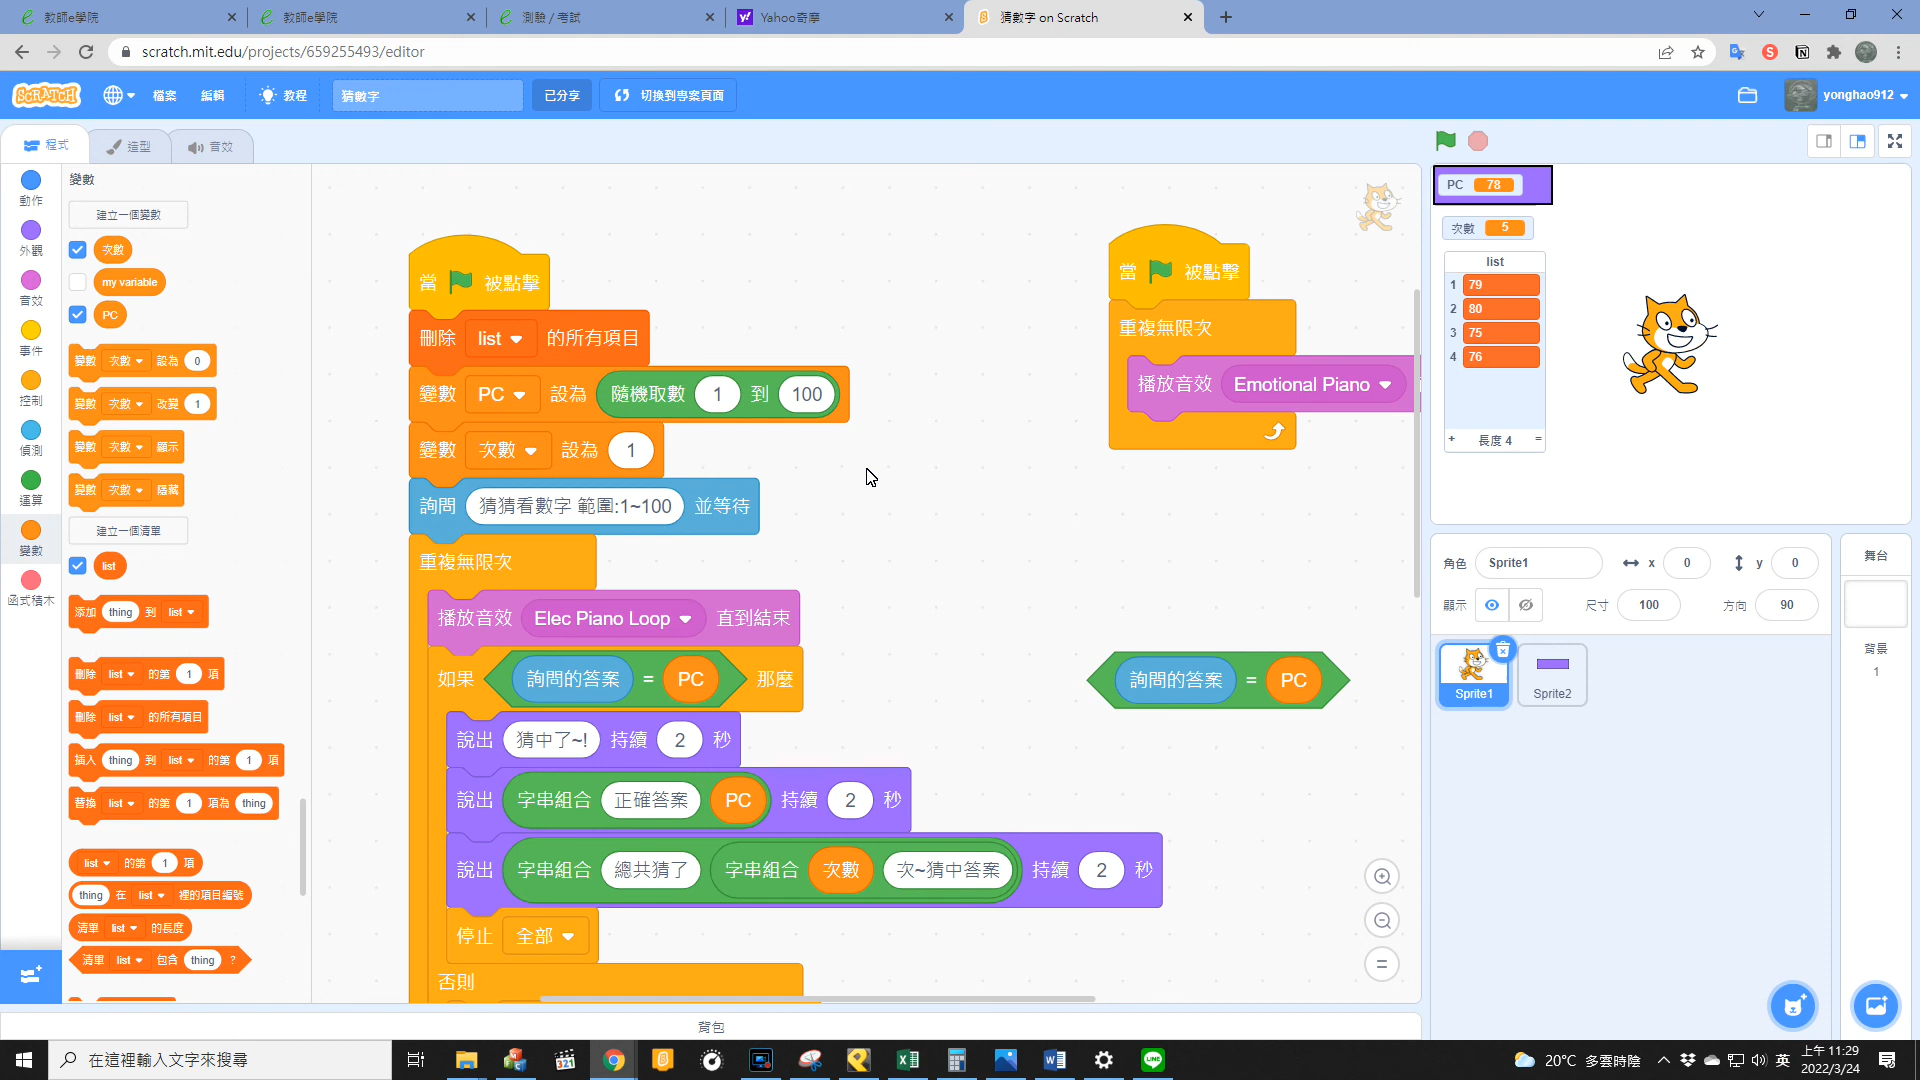 教師e學院
教師e學院
測驗 / 考試
Yahoo奇摩
猜數字 on Scratch
scratch.mit.edu/projects/659255493/editor
SCRATCH
檔案
編輯
教程
猜數字
已分享
切換到專案頁面
yonghao912
程式
造型
音效
動作
外觀
音效
事件
控制
偵測
運算
變數
函式積木
變數
建立一個變數
次數
my variable
PC
變數 次數 設為 0
變數 次數 改變 1
變數 次數 顯示
變數 次數 隱藏
建立一個清單
list
添加 thing 到 list
刪除 list 的第 1 項
刪除 list 的所有項目
插入 thing 到 list 的第 1 項
替換 list 的第 1 項為 thing
list 的第 1 項
thing 在 list 裡的項目編號
清單 list 的長度
清單 list 包含 thing ?
當 被點擊
刪除 list 的所有項目
變數 PC 設為 隨機取數 1 到 100
變數 次數 設為 1
詢問 猜猜看數字 範圍:1~100 並等待
重複無限次
播放音效 Elec Piano Loop 直到結束
如果 詢問的答案 = PC 那麼
說出 猜中了~! 持續 2 秒
說出 字串組合 正確答案 PC 持續 2 秒
說出 字串組合 總共猜了 字串組合 次數 次~猜中答案 持續 2 秒
停止 全部
否則
當 被點擊
重複無限次
播放音效 Emotional Piano
詢問的答案 = PC
背包
PC 78
次數 5
list
1 79
2 80
3 75
4 76
+ 長度 4 =
角色 Sprite1 x 0 y 0
顯示 尺寸 100 方向 90
Sprite1
Sprite2
舞台
背景
1
在這裡輸入文字來搜尋
321
20°C 多雲時陰
英
上午 11:29
2022/3/24